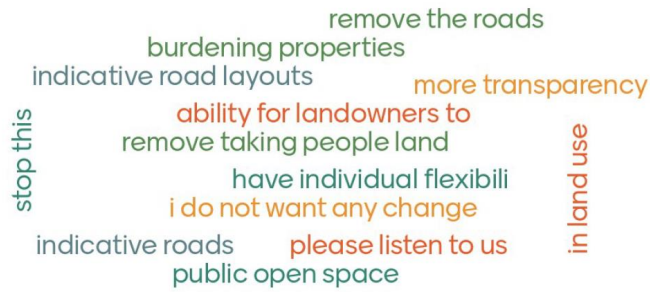 remove the roads
burdening properties
indicative road layouts
more transparency
ability for landowners to
stop this
remove taking people land
in land use
have individual flexibili
i do not want any change
indicative roads
please listen to us
public open space